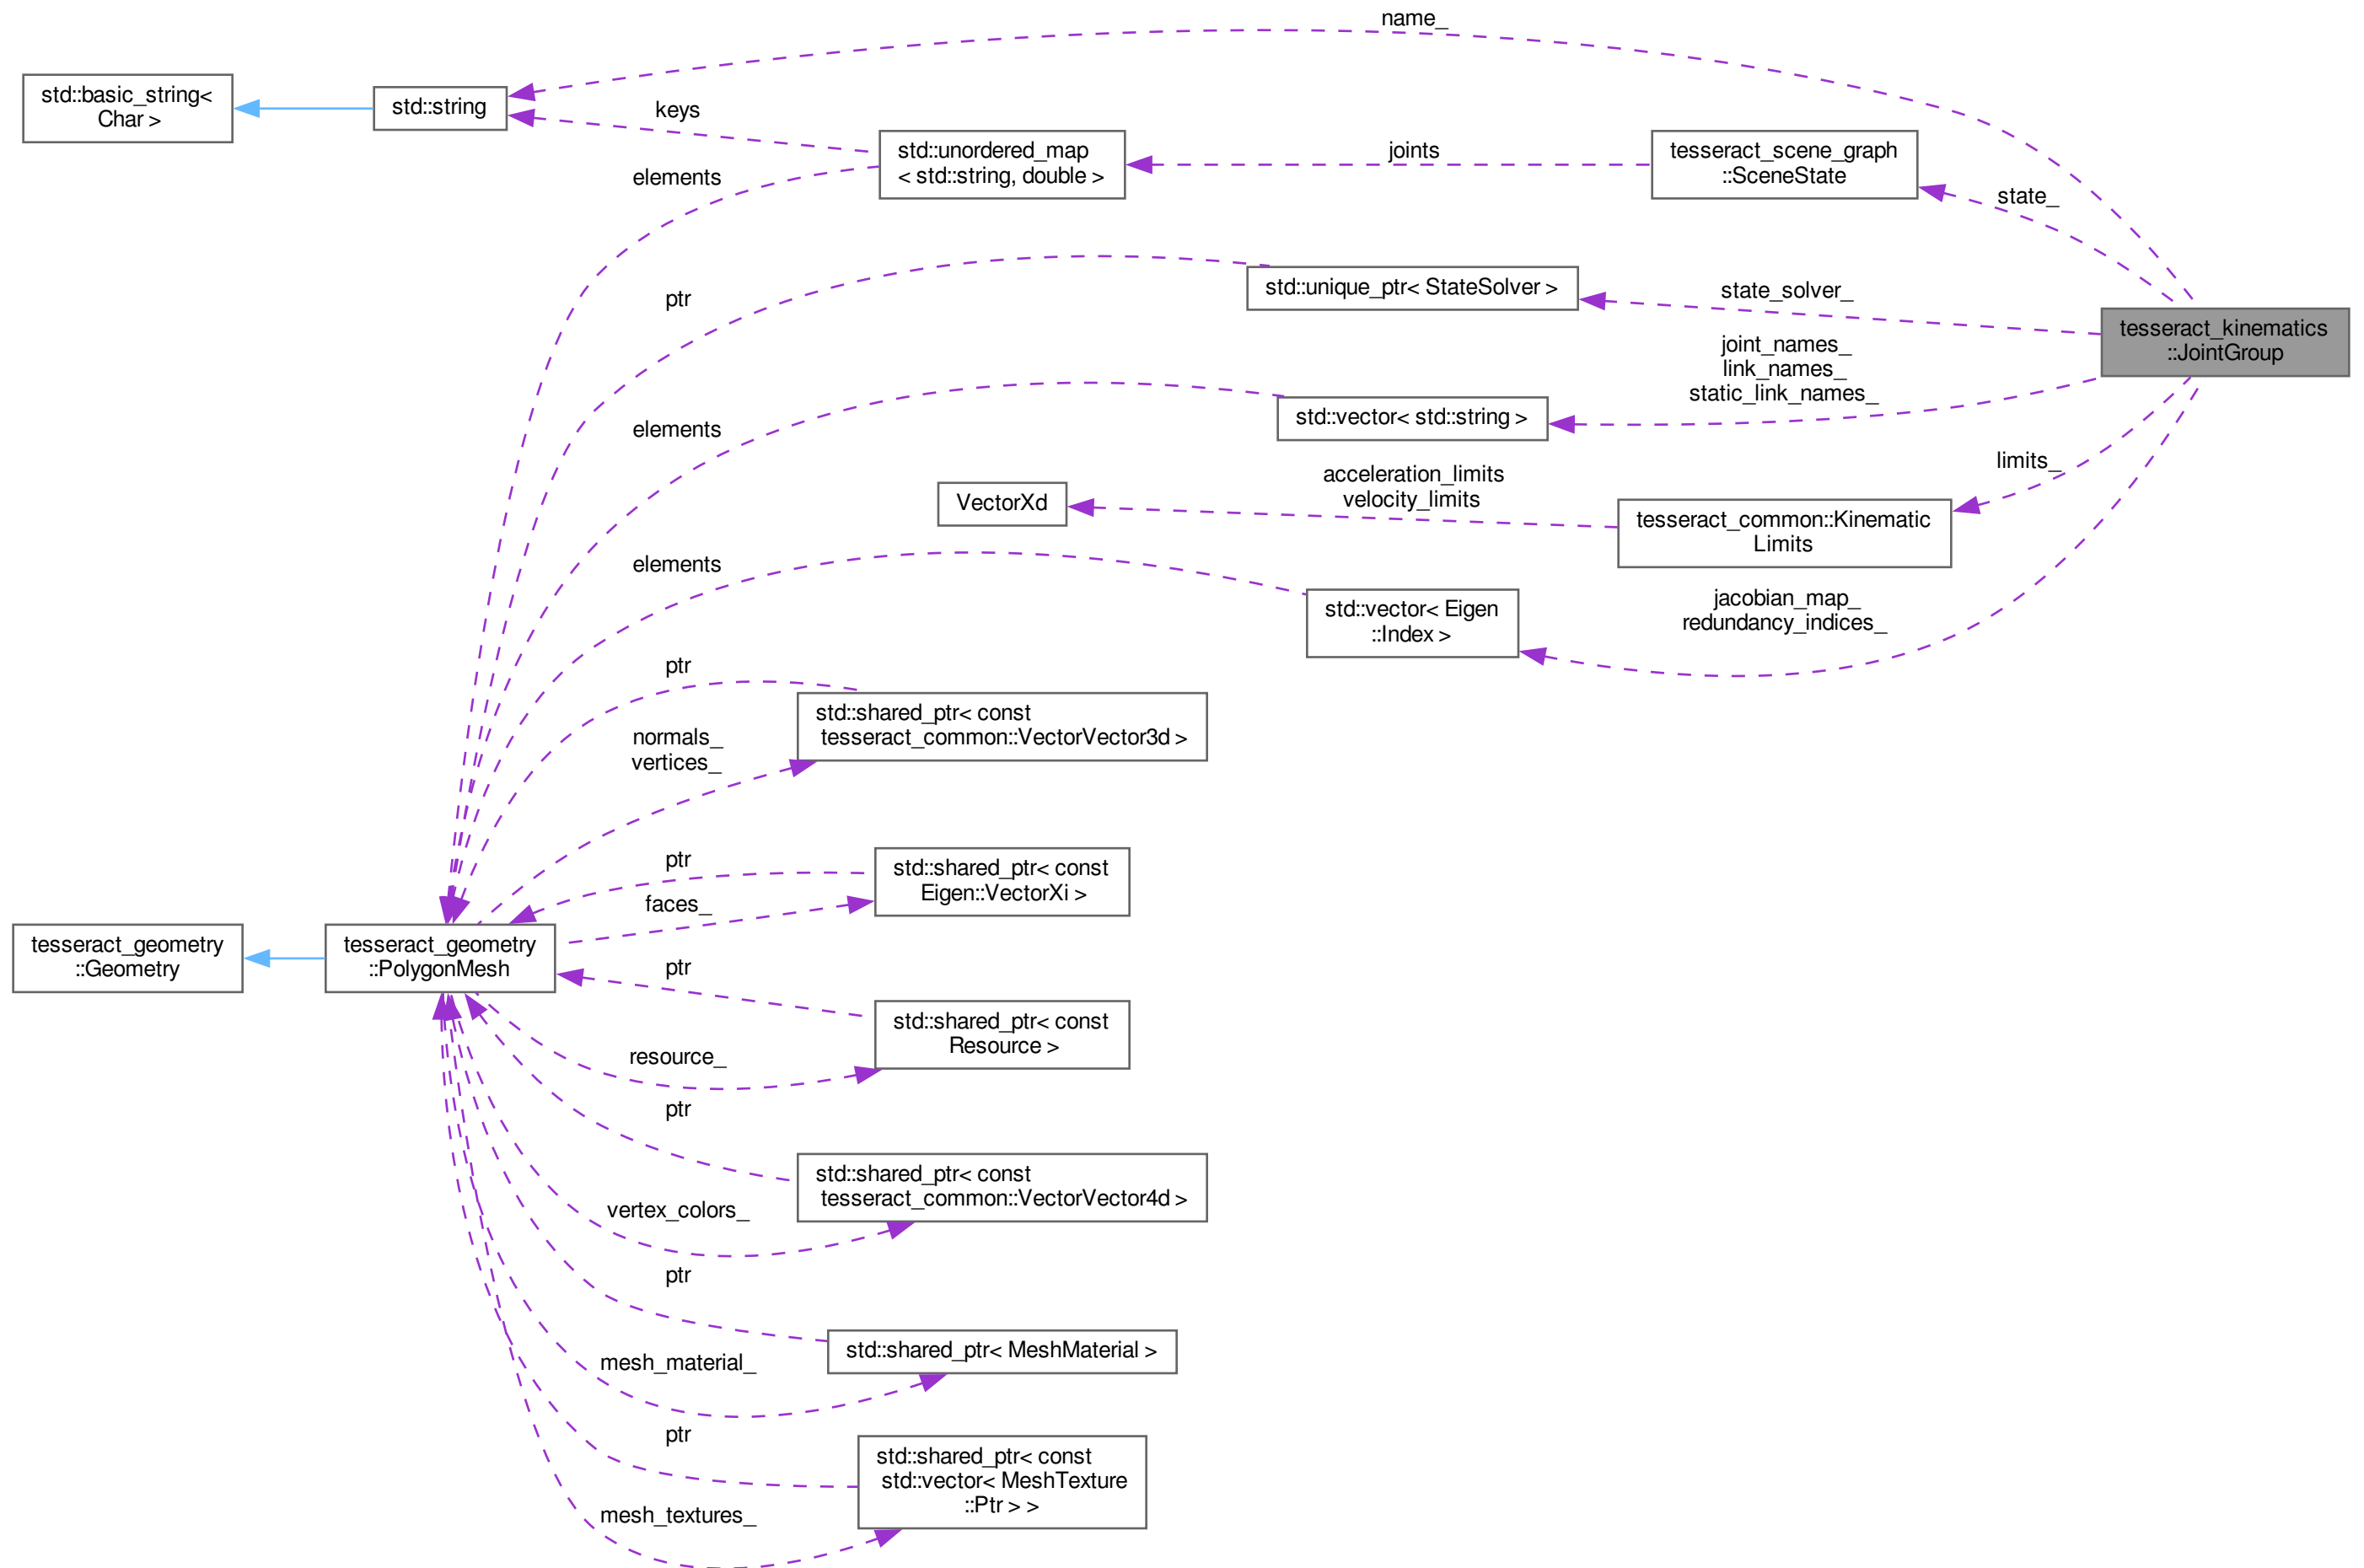 name_
std::basic_string<
Char >
std::string
keys
std::unordered_map
< std::string, double >
joints
tesseract_scene_graph
::SceneState
elements
state_
std::unique_ptr< StateSolver >
state_solver_
ptr
tesseract_kinematics
::JointGroup
joint_names_
link_names_
static_link_names_
std::vector< std::string >
elements
limits_
acceleration_limits
velocity_limits
VectorXd
tesseract_common::Kinematic
Limits
elements
std::vector< Eigen
::Index >
jacobian_map_
redundancy_indices_
ptr
std::shared_ptr< const
tesseract_common::VectorVector3d >
normals_
vertices_
ptr
std::shared_ptr< const
Eigen::VectorXi >
faces_
tesseract_geometry
::Geometry
tesseract_geometry
::PolygonMesh
ptr
std::shared_ptr< const
Resource >
resource_
ptr
std::shared_ptr< const
tesseract_common::VectorVector4d >
vertex_colors_
ptr
std::shared_ptr< MeshMaterial >
mesh_material_
ptr
std::shared_ptr< const
std::vector< MeshTexture
::Ptr > >
mesh_textures_